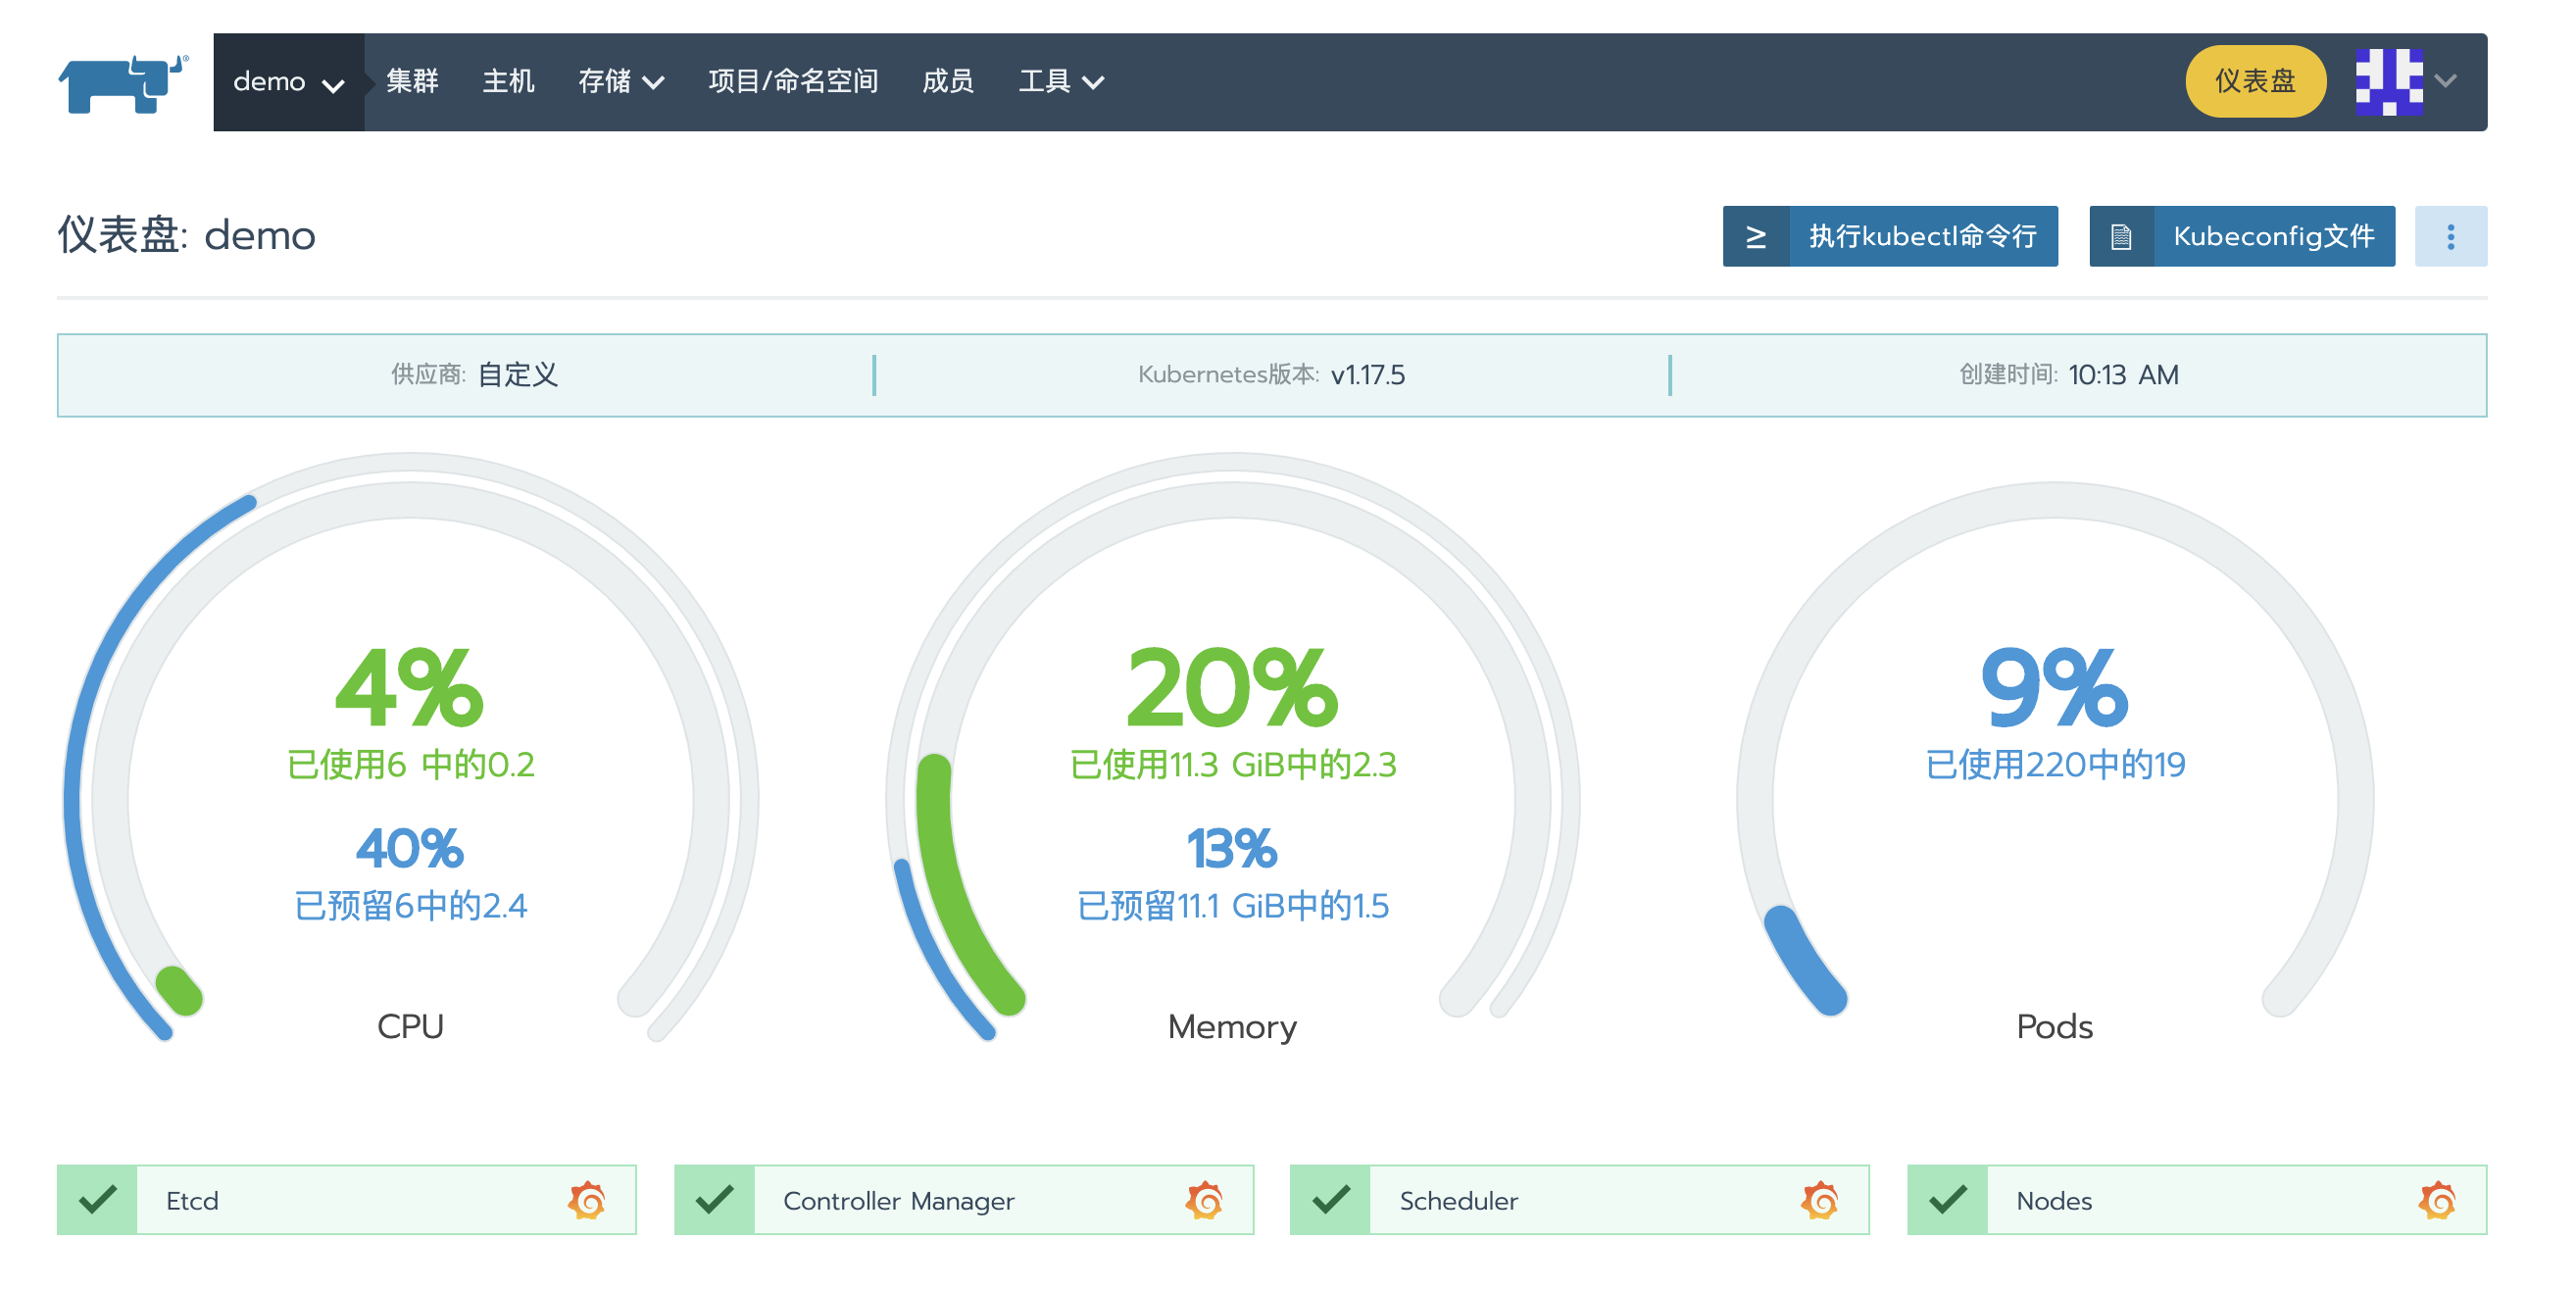 demo 集群 主机 存储 项目/命名空间 成员 工具 仪表盘
仪表盘: demo
≥ 执行kubectl命令行 Kubeconfig文件
供应商: 自定义 Kubernetes版本: v1.17.5 创建时间: 10:13 AM
4%
已使用6 中的0.2
40%
已预留6中的2.4
CPU
20%
已使用11.3 GiB中的2.3
13%
已预留11.1 GiB中的1.5
Memory
9%
已使用220中的19
Pods
Etcd Controller Manager Scheduler Nodes